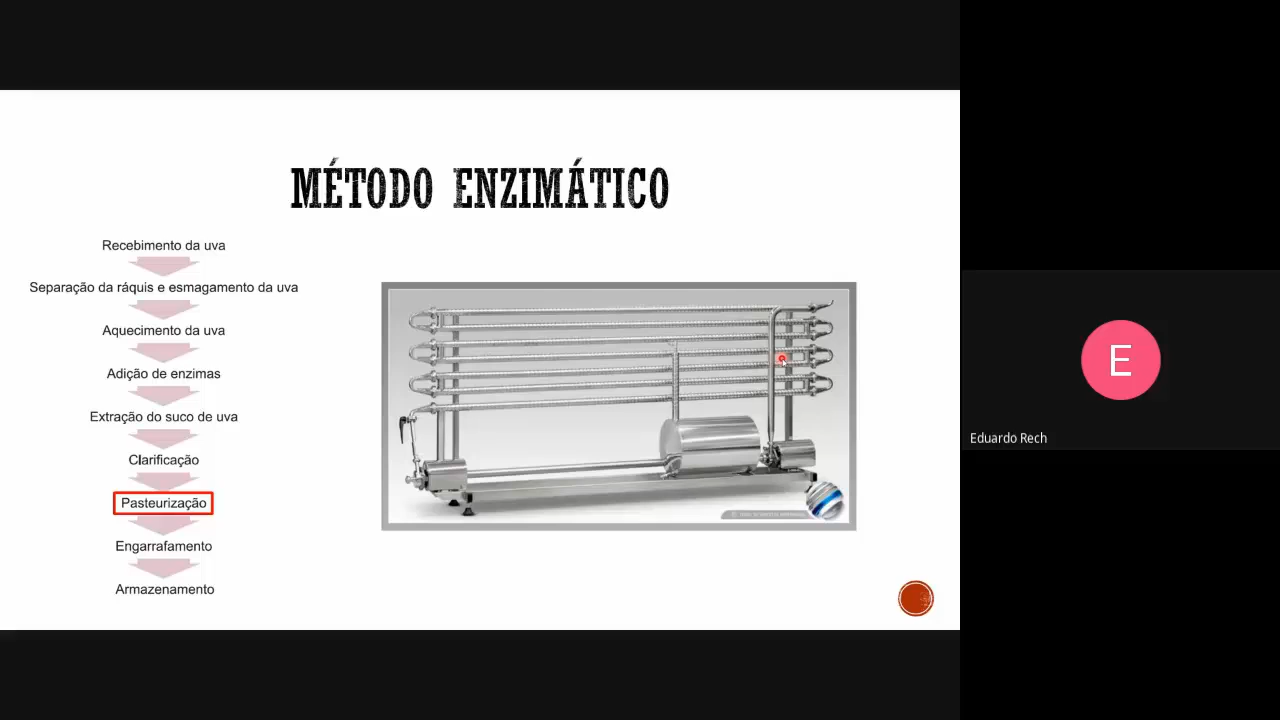 MÉTODO ENZIMÁTICO
Recebimento da uva
Separação da ráquis e esmagamento da uva
Aquecimento da uva
Adição de enzimas
Extração do suco de uva
Clarificação
Pasteurização
Engarrafamento
Armazenamento
E
Eduardo Rech